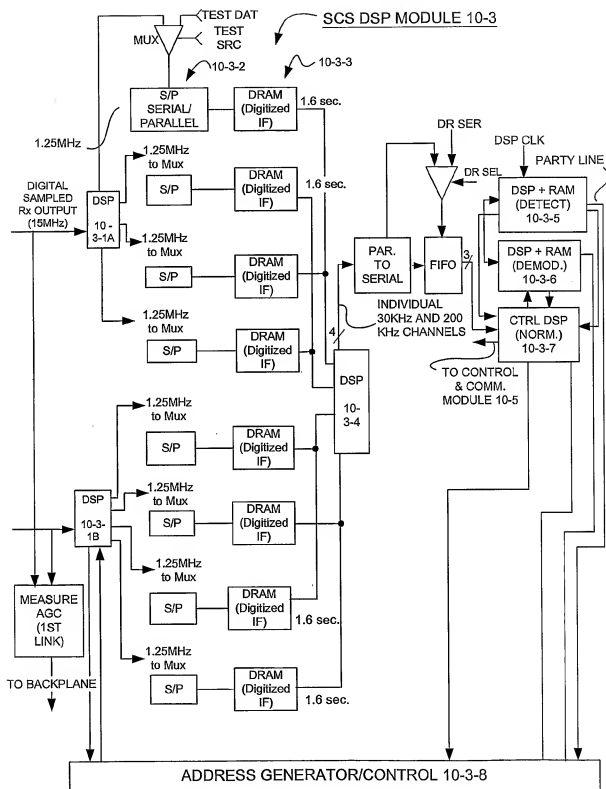 TEST DAT
TEST
SRC
MUX
SCS DSP MODULE 10-3
10-3-2
10-3-3
S/P
SERIAL/
PARALLEL
DRAM
(Digitized
IF)
1.6 sec.
1.25MHz
DR SER
DSP CLK
PARTY LINE
DR SEL
1.25MHz
to Mux
S/P
DRAM
(Digitized
IF)
1.6 sec.
DIGITAL
SAMPLED
Rx OUTPUT
(15MHz)
DSP
10
-
3-1A
DSP + RAM
(DETECT)
10-3-5
1.25MHz
to Mux
S/P
DRAM
(Digitized
IF)
PAR.
TO
SERIAL
FIFO
3
DSP + RAM
(DEMOD.)
10-3-6
INDIVIDUAL
30KHz AND 200
KHz CHANNELS
CTRL DSP
(NORM.)
10-3-7
1.25MHz
to Mux
S/P
DRAM
(Digitized
IF)
4
DSP
10
-
3-4
TO CONTROL
& COMM.
MODULE 10-5
1.25MHz
to Mux
S/P
DRAM
(Digitized
IF)
DSP
10-3-
1B
1.25MHz
to Mux
S/P
DRAM
(Digitized
IF)
1.25MHz
to Mux
S/P
DRAM
(Digitized
IF)
1.6 sec.
MEASURE
AGC
(1ST
LINK)
1.25MHz
to Mux
S/P
DRAM
(Digitized
IF)
1.6 sec.
TO BACKPLANE
ADDRESS GENERATOR/CONTROL 10-3-8